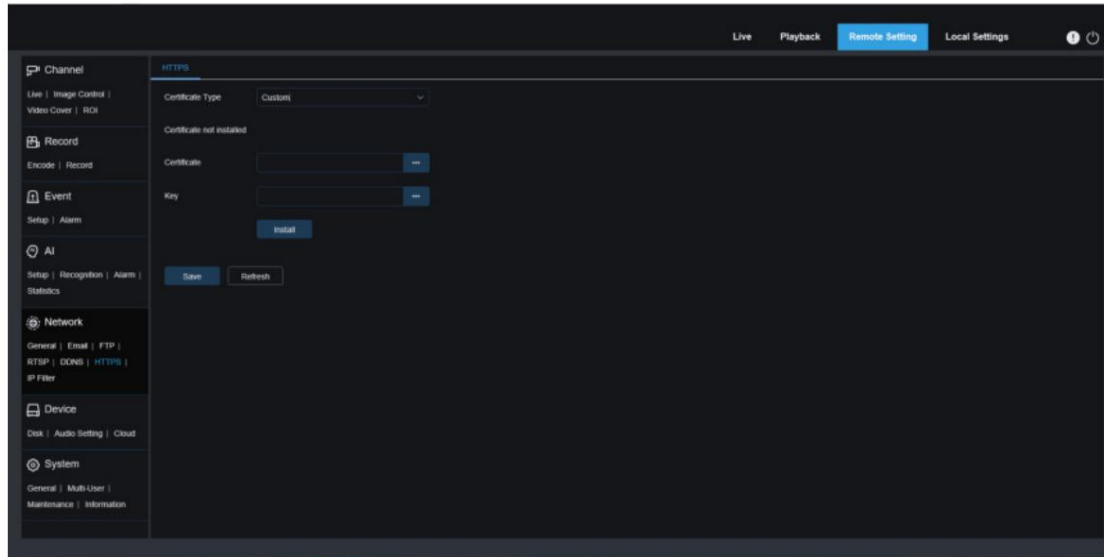 Live Playback Remote Setting Local Settings
Channel
Live | Image Control |
Video Cover | ROI
Record
Encode | Record
Event
Setup | Alarm
AI
Setup | Recognition | Alarm |
Statistics
Network
General | Email | FTP |
RTSP | DDNS | HTTPS |
IP Filter
Device
Disk | Audio Setting | Cloud
System
General | Multi-User |
Maintenance | Information
HTTPS
Certificate Type Custom
Certificate not installed
Certificate ...
Key ...
Install
Save Refresh